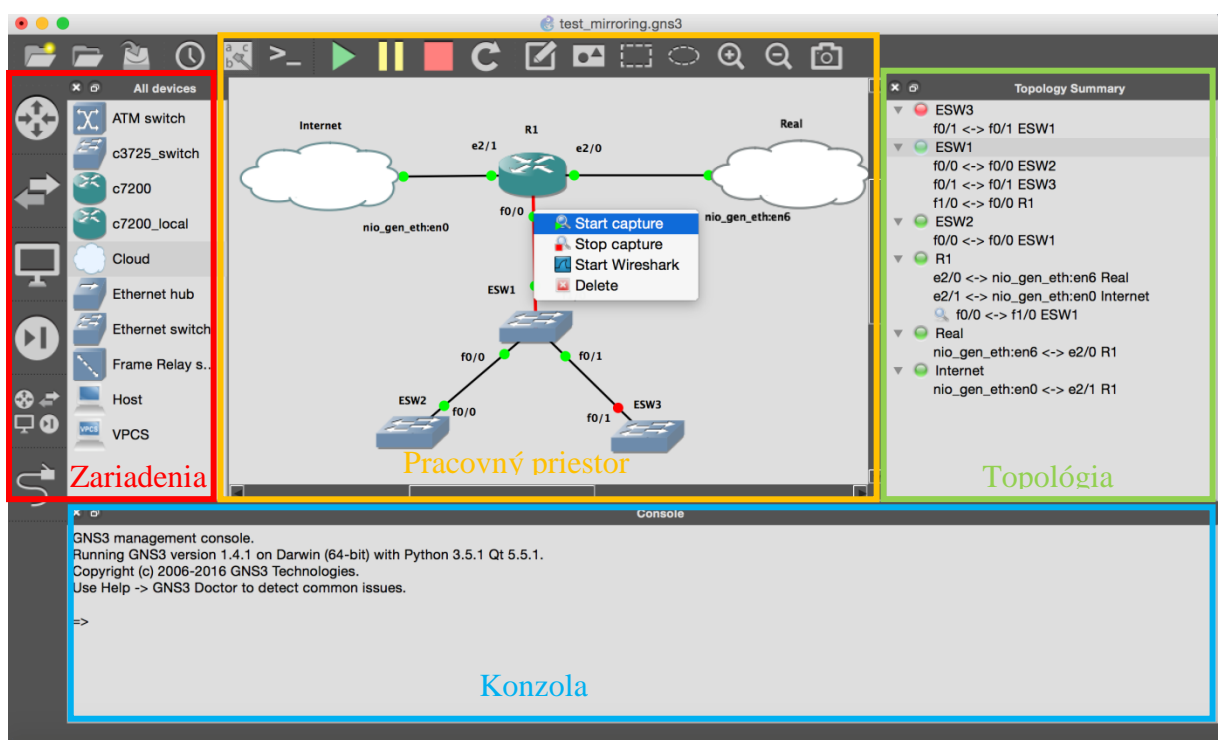 test_mirroring.gns3
All devices
ATM switch
c3725_switch
c7200
c7200_local
Cloud
Ethernet hub
Ethernet switch
Frame Relay s..
Host
VPCS
Zariadenia
Internet
R1
Real
e2/1
e2/0
f0/0
nio_gen_eth:en0
nio_gen_eth:en6
Start capture
Stop capture
Start Wireshark
Delete
ESW1
f0/0
f0/1
ESW2
f0/0
ESW3
f0/1
Pracovný priestor
Topology Summary
ESW3
f0/1 <-> f0/1 ESW1
ESW1
f0/0 <-> f0/0 ESW2
f0/1 <-> f0/1 ESW3
f1/0 <-> f0/0 R1
ESW2
f0/0 <-> f0/0 ESW1
R1
e2/0 <-> nio_gen_eth:en6 Real
e2/1 <-> nio_gen_eth:en0 Internet
f0/0 <-> f1/0 ESW1
Real
nio_gen_eth:en6 <-> e2/0 R1
Internet
nio_gen_eth:en0 <-> e2/1 R1
Topológia
Console
GNS3 management console.
Running GNS3 version 1.4.1 on Darwin (64-bit) with Python 3.5.1 Qt 5.5.1.
Copyright (c) 2006-2016 GNS3 Technologies.
Use Help -> GNS3 Doctor to detect common issues.
=>
Konzola